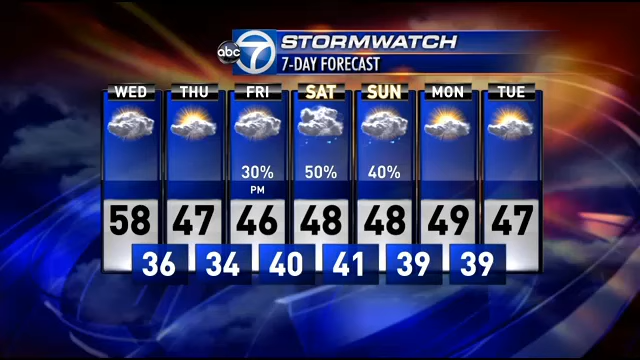 abc 7 STORMWATCH
7-DAY FORECAST
WED THU FRI SAT SUN MON TUE
30% 50% 40%
PM
58 47 46 48 48 49 47
36 34 40 41 39 39